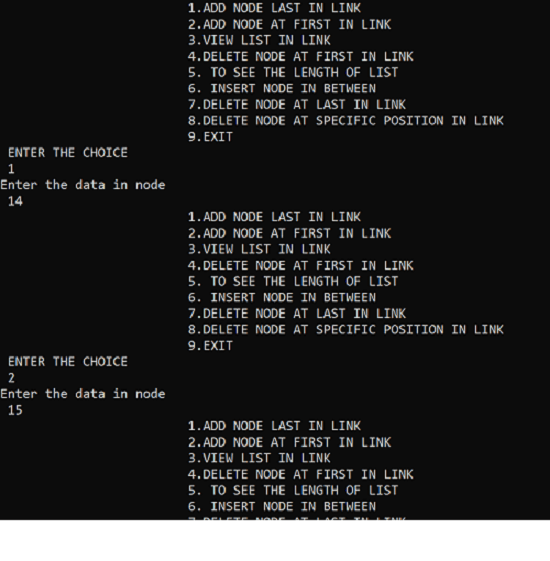 1.ADD NODE LAST IN LINK
2.ADD NODE AT FIRST IN LINK
3.VIEW LIST IN LINK
4.DELETE NODE AT FIRST IN LINK
5. TO SEE THE LENGTH OF LIST
6. INSERT NODE IN BETWEEN
7.DELETE NODE AT LAST IN LINK
8.DELETE NODE AT SPECIFIC POSITION IN LINK
9.EXIT
ENTER THE CHOICE
1
Enter the data in node
14
1.ADD NODE LAST IN LINK
2.ADD NODE AT FIRST IN LINK
3.VIEW LIST IN LINK
4.DELETE NODE AT FIRST IN LINK
5. TO SEE THE LENGTH OF LIST
6. INSERT NODE IN BETWEEN
7.DELETE NODE AT LAST IN LINK
8.DELETE NODE AT SPECIFIC POSITION IN LINK
9.EXIT
ENTER THE CHOICE
2
Enter the data in node
15
1.ADD NODE LAST IN LINK
2.ADD NODE AT FIRST IN LINK
3.VIEW LIST IN LINK
4.DELETE NODE AT FIRST IN LINK
5. TO SEE THE LENGTH OF LIST
6. INSERT NODE IN BETWEEN